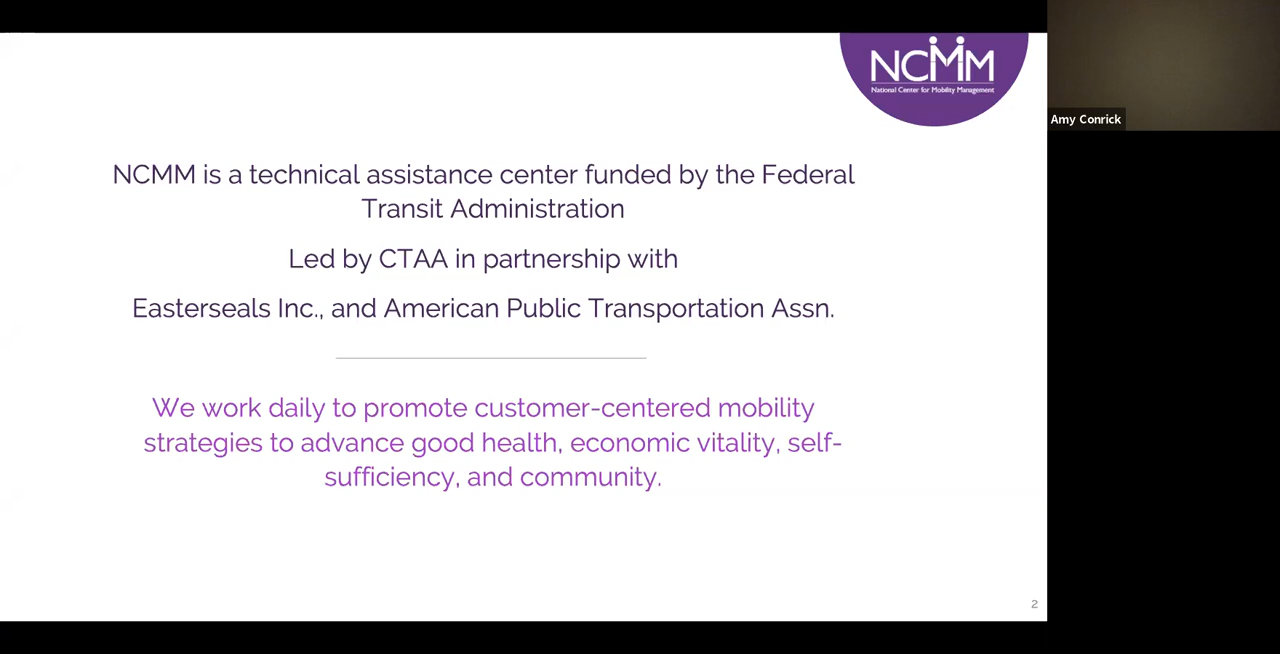 NCMM
National Center for Mobility Management
Amy Conrick
NCMM is a technical assistance center funded by the Federal
Transit Administration
Led by CTAA in partnership with
Easterseals Inc., and American Public Transportation Assn.
We work daily to promote customer-centered mobility
strategies to advance good health, economic vitality, self-
sufficiency, and community.
2